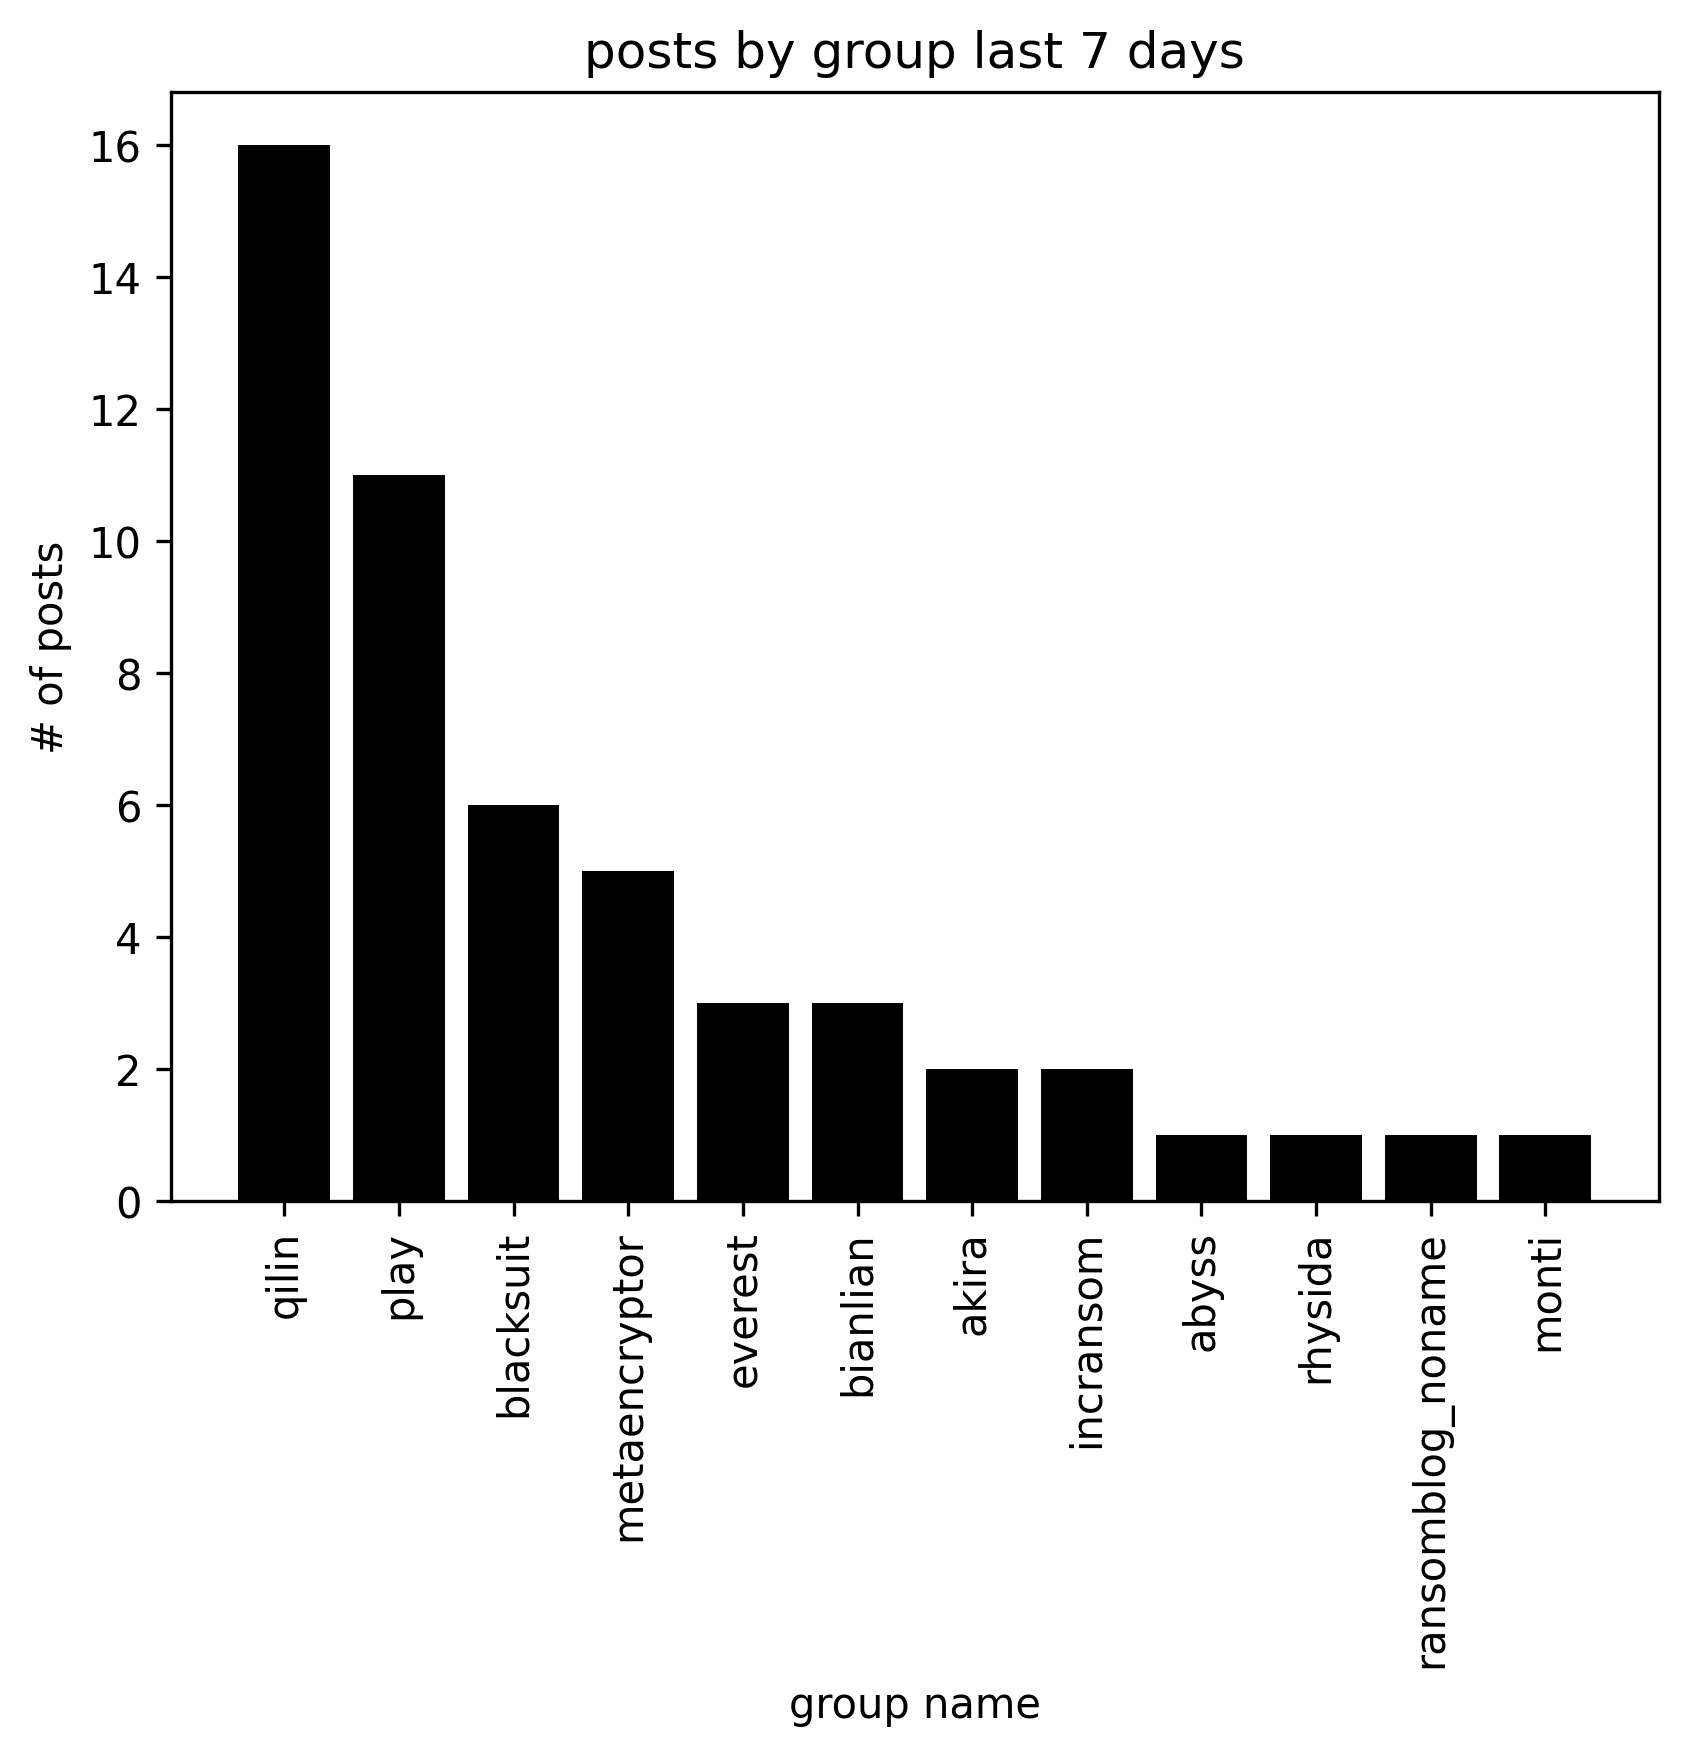 posts by group last 7 days
# of posts
16
14
12
10
8
6
4
2
0
qilin
play
blacksuit
metaencryptor
everest
bianlian
akira
incransom
abyss
rhysida
ransomblog_noname
monti
group name